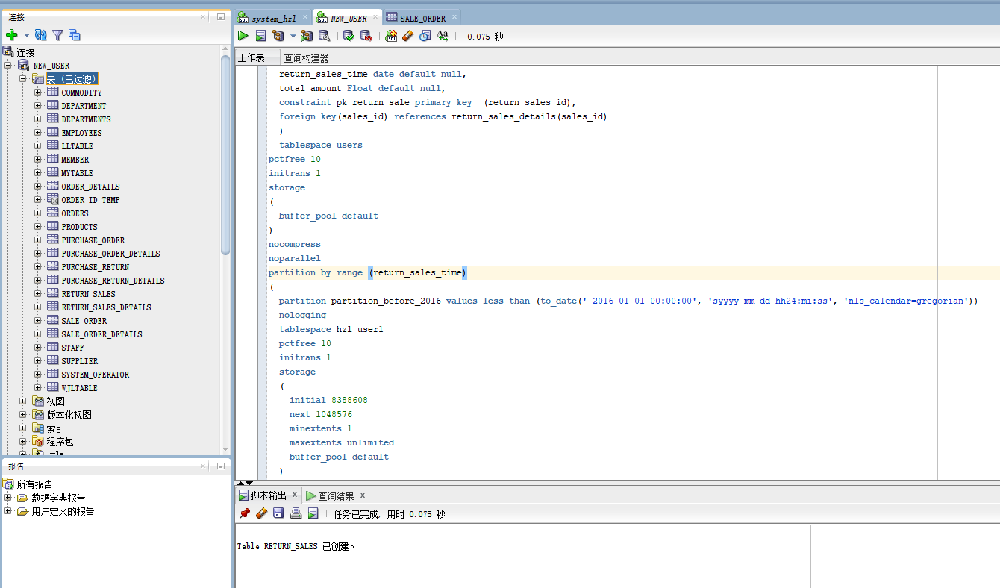 连接
连接
NEW_USER
表 (已过滤)
COMMODITY
DEPARTMENT
DEPARTMENTS
EMPLOYEES
LLTABLE
MEMBER
MYTABLE
ORDER_DETAILS
ORDER_ID_TEMP
ORDERS
PRODUCTS
PURCHASE_ORDER
PURCHASE_ORDER_DETAILS
PURCHASE_RETURN
PURCHASE_RETURN_DETAILS
RETURN_SALES
RETURN_SALES_DETAILS
SALE_ORDER
SALE_ORDER_DETAILS
STAFF
SUPPLIER
SYSTEM_OPERATOR
WJLTABLE
视图
版本化视图
索引
程序包
过程
报告
所有报告
数据字典报告
用户定义的报告
system_hzl NEW_USER SALE_ORDER
0.075 秒
工作表 查询构建器
return_sales_time date default null,
total_amount Float default null,
constraint pk_return_sale primary key  (return_sales_id),
foreign key(sales_id) references return_sales_details(sales_id)
)
tablespace users
pctfree 10
initrans 1
storage
(
buffer_pool default
)
nocompress
noparallel
partition by range (return_sales_time)
(
partition partition_before_2016 values less than (to_date(' 2016-01-01 00:00:00', 'syyyy-mm-dd hh24:mi:ss', 'nls_calendar=gregorian'))
nologging
tablespace hzl_user1
pctfree 10
initrans 1
storage
(
initial 8388608
next 1048576
minextents 1
maxextents unlimited
buffer_pool default
)
脚本输出 x 查询结果 x
任务已完成, 用时 0.075 秒
Table RETURN_SALES 已创建。